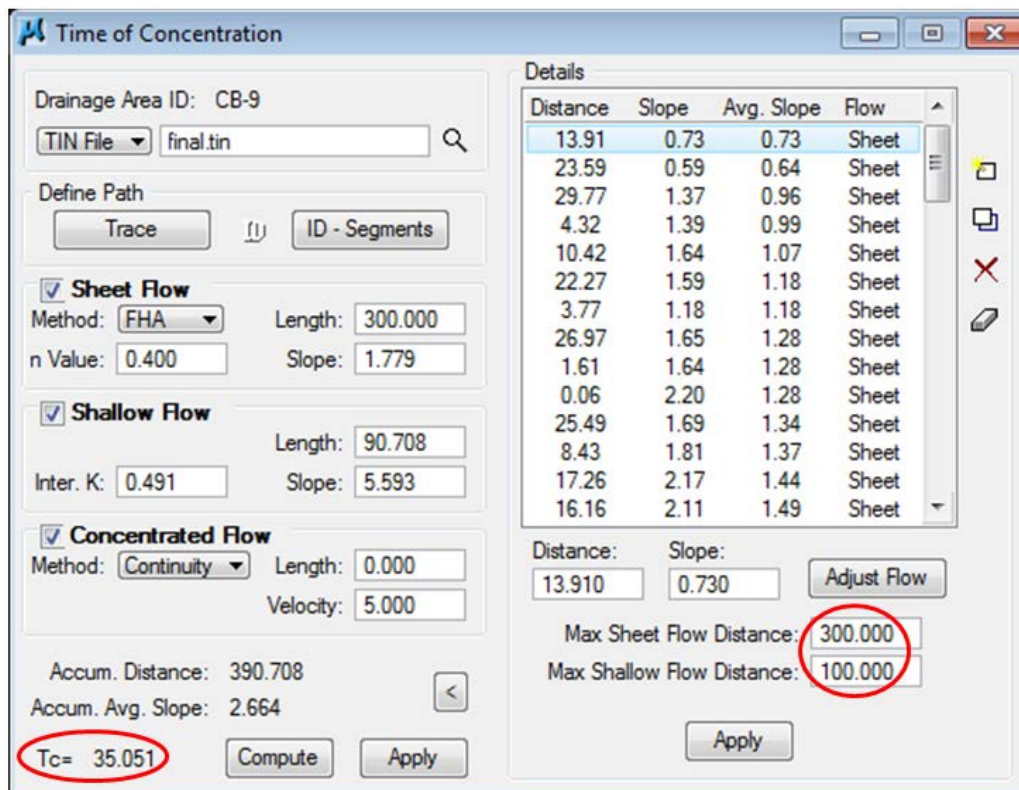 Time of Concentration
Drainage Area ID: CB-9
TIN File final.tin
Define Path
Trace ID - Segments
Sheet Flow
Method: FHA Length: 300.000
n Value: 0.400 Slope: 1.779
Shallow Flow
Length: 90.708
Inter. K: 0.491 Slope: 5.593
Concentrated Flow
Method: Continuity Length: 0.000
Velocity: 5.000
Accum. Distance: 390.708
<
Accum. Avg. Slope: 2.664
Tc= 35.051 Compute Apply
Details
Distance Slope Avg. Slope Flow
13.91 0.73 0.73 Sheet
23.59 0.59 0.64 Sheet
29.77 1.37 0.96 Sheet
4.32 1.39 0.99 Sheet
10.42 1.64 1.07 Sheet
22.27 1.59 1.18 Sheet
3.77 1.18 1.18 Sheet
26.97 1.65 1.28 Sheet
1.61 1.64 1.28 Sheet
0.06 2.20 1.28 Sheet
25.49 1.69 1.34 Sheet
8.43 1.81 1.37 Sheet
17.26 2.17 1.44 Sheet
16.16 2.11 1.49 Sheet
Distance: Slope:
13.910 0.730 Adjust Flow
Max Sheet Flow Distance: 300.000
Max Shallow Flow Distance: 100.000
Apply